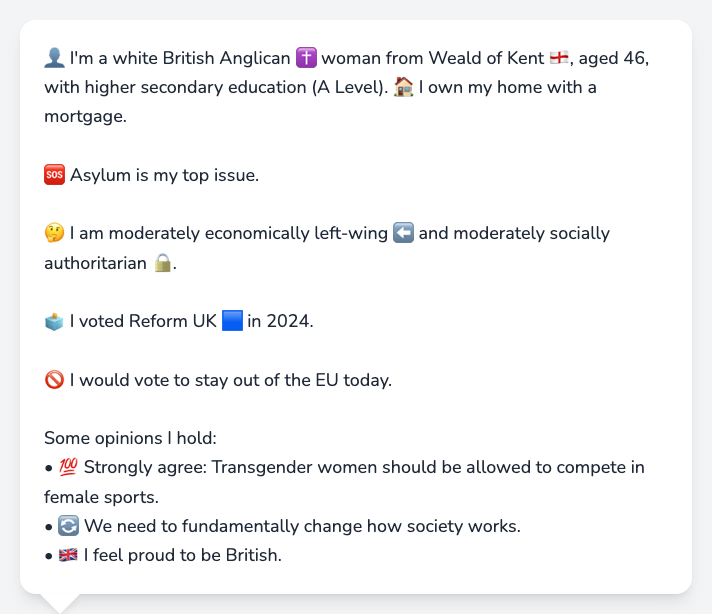 👤 I'm a white British Anglican ✝️ woman from Weald of Kent 🏴󠁧󠁢󠁥󠁮󠁧󠁿, aged 46,
with higher secondary education (A Level). 🏠 I own my home with a
mortgage.
🆘 Asylum is my top issue.
🤔 I am moderately economically left-wing ⬅️ and moderately socially
authoritarian 🔒.
🗳️ I voted Reform UK 🟦 in 2024.
🚫 I would vote to stay out of the EU today.
Some opinions I hold:
• 💯 Strongly agree: Transgender women should be allowed to compete in
female sports.
• 🔄 We need to fundamentally change how society works.
• 🇬🇧 I feel proud to be British.